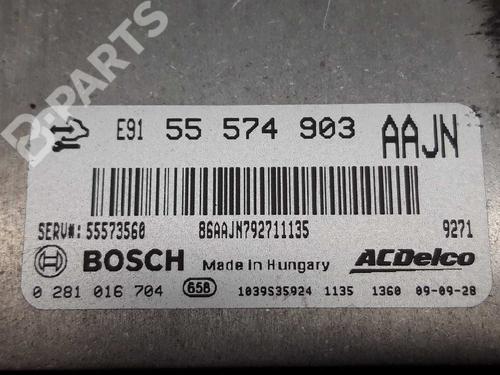 B-PARTS
E91 55 574 903 AAJN
SERV#: 55573560 86AAJN792711135 9271
BOSCH Made in Hungary ACDelco
0 281 016 704 658 1039S35924 1135 1360 09-09-28